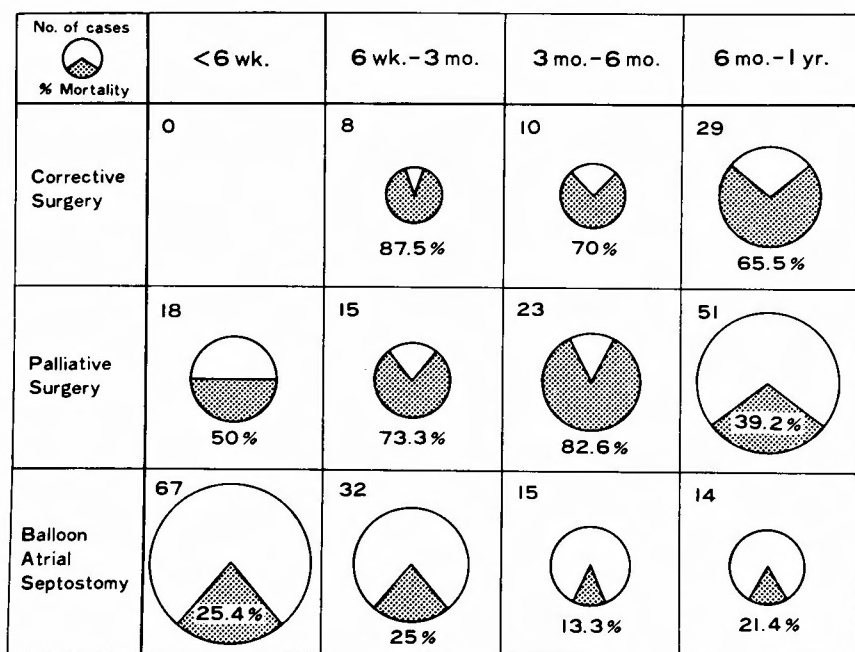 No. of cases
% Mortality
<6 wk.
6 wk.-3 mo.
3 mo.-6 mo.
6 mo.-1 yr.
Corrective
Surgery
0
8
87.5%
10
70%
29
65.5%
Palliative
Surgery
18
50%
15
73.3%
23
82.6%
51
39.2%
Balloon
Atrial
Septostomy
67
25.4%
32
25%
15
13.3%
14
21.4%